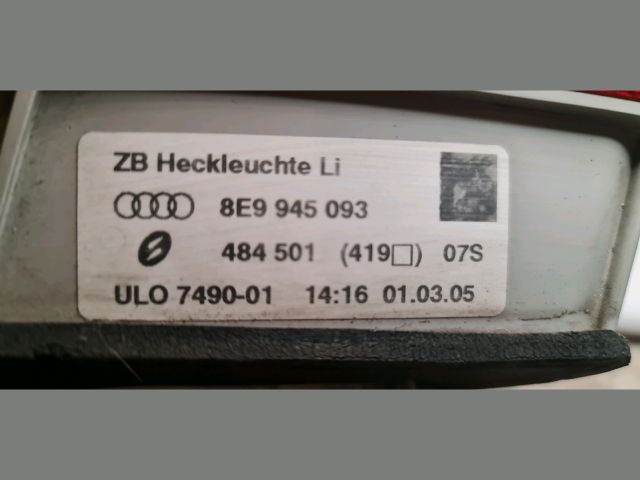 ZB Heckleuchte Li
8E9 945 093
484 501 (419□) 07S
ULO 7490-01 14:16 01.03.05